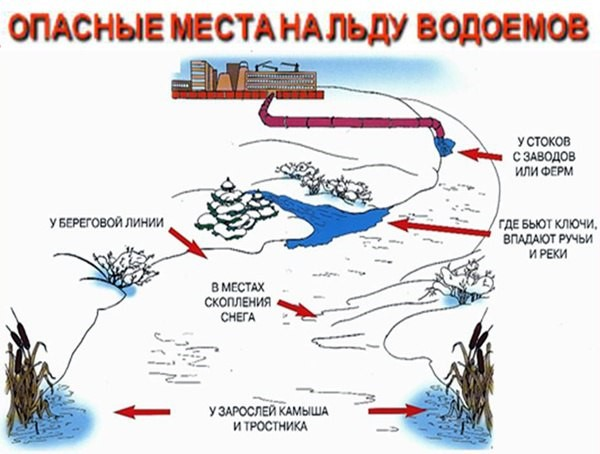 ОПАСНЫЕ МЕСТА НА ЛЬДУ ВОДОЕМОВ
У СТОКОВ
С ЗАВОДОВ
ИЛИ ФЕРМ
У БЕРЕГОВОЙ ЛИНИИ
ГДЕ БЬЮТ КЛЮЧИ,
ВПАДАЮТ РУЧЬИ
И РЕКИ
В МЕСТАХ
СКОПЛЕНИЯ
СНЕГА
У ЗАРОСЛЕЙ КАМЫША
И ТРОСТНИКА